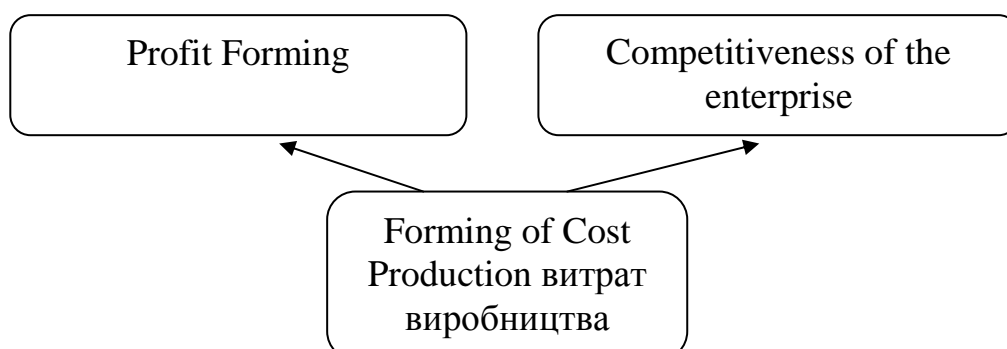 Profit Forming
Competitiveness of the
enterprise
Forming of Cost
Production витрат
виробництва